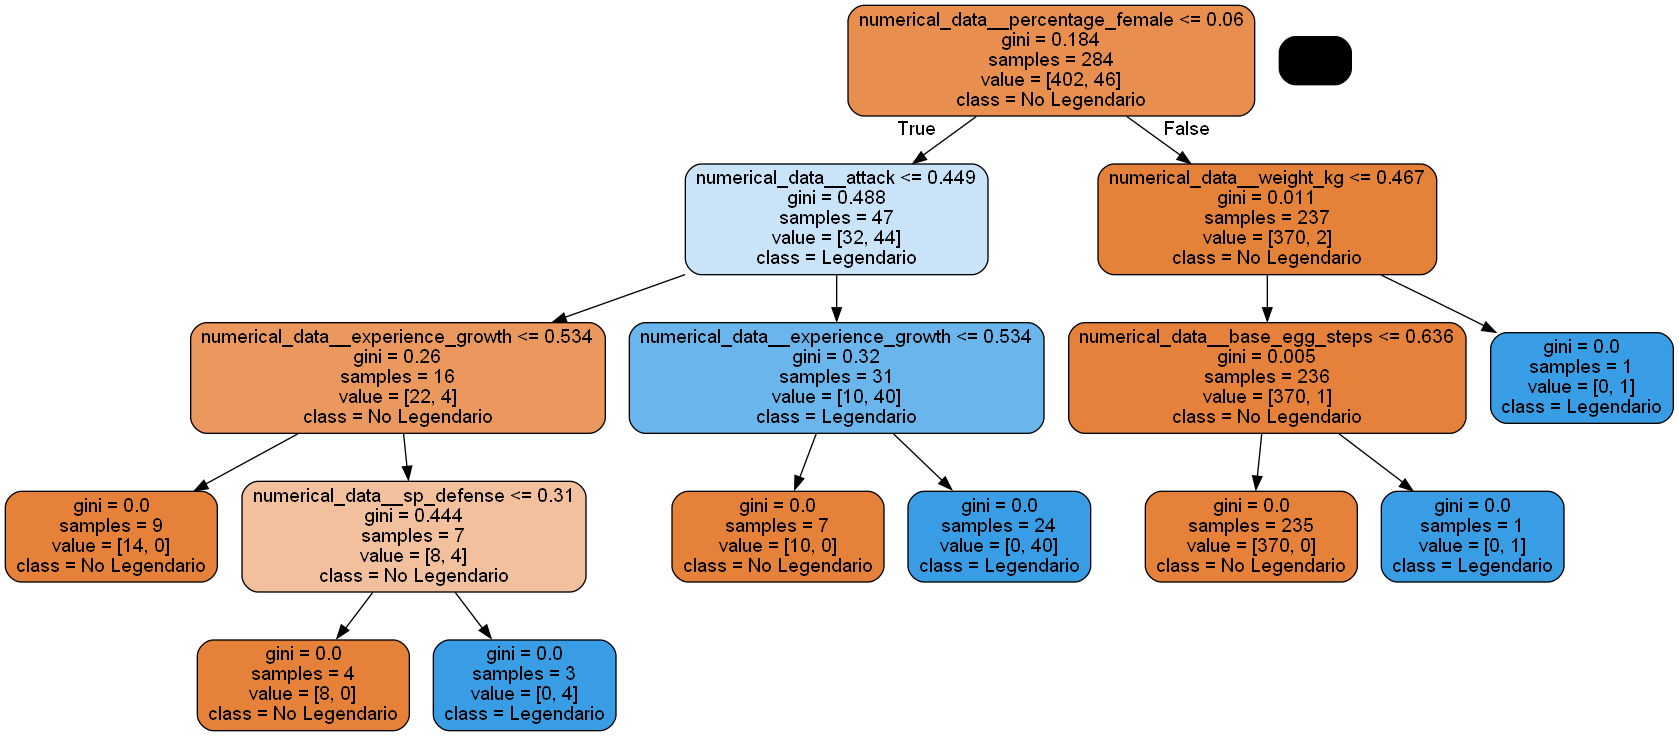 numerical_data__percentage_female <= 0.06
gini = 0.184
samples = 284
value = [402, 46]
class = No Legendario
True
False
numerical_data__attack <= 0.449
gini = 0.488
samples = 47
value = [32, 44]
class = Legendario
numerical_data__weight_kg <= 0.467
gini = 0.011
samples = 237
value = [370, 2]
class = No Legendario
numerical_data__experience_growth <= 0.534
gini = 0.26
samples = 16
value = [22, 4]
class = No Legendario
numerical_data__experience_growth <= 0.534
gini = 0.32
samples = 31
value = [10, 40]
class = Legendario
numerical_data__base_egg_steps <= 0.636
gini = 0.005
samples = 236
value = [370, 1]
class = No Legendario
gini = 0.0
samples = 1
value = [0, 1]
class = Legendario
gini = 0.0
samples = 9
value = [14, 0]
class = No Legendario
numerical_data__sp_defense <= 0.31
gini = 0.444
samples = 7
value = [8, 4]
class = No Legendario
gini = 0.0
samples = 7
value = [10, 0]
class = No Legendario
gini = 0.0
samples = 24
value = [0, 40]
class = Legendario
gini = 0.0
samples = 235
value = [370, 0]
class = No Legendario
gini = 0.0
samples = 1
value = [0, 1]
class = Legendario
gini = 0.0
samples = 4
value = [8, 0]
class = No Legendario
gini = 0.0
samples = 3
value = [0, 4]
class = Legendario